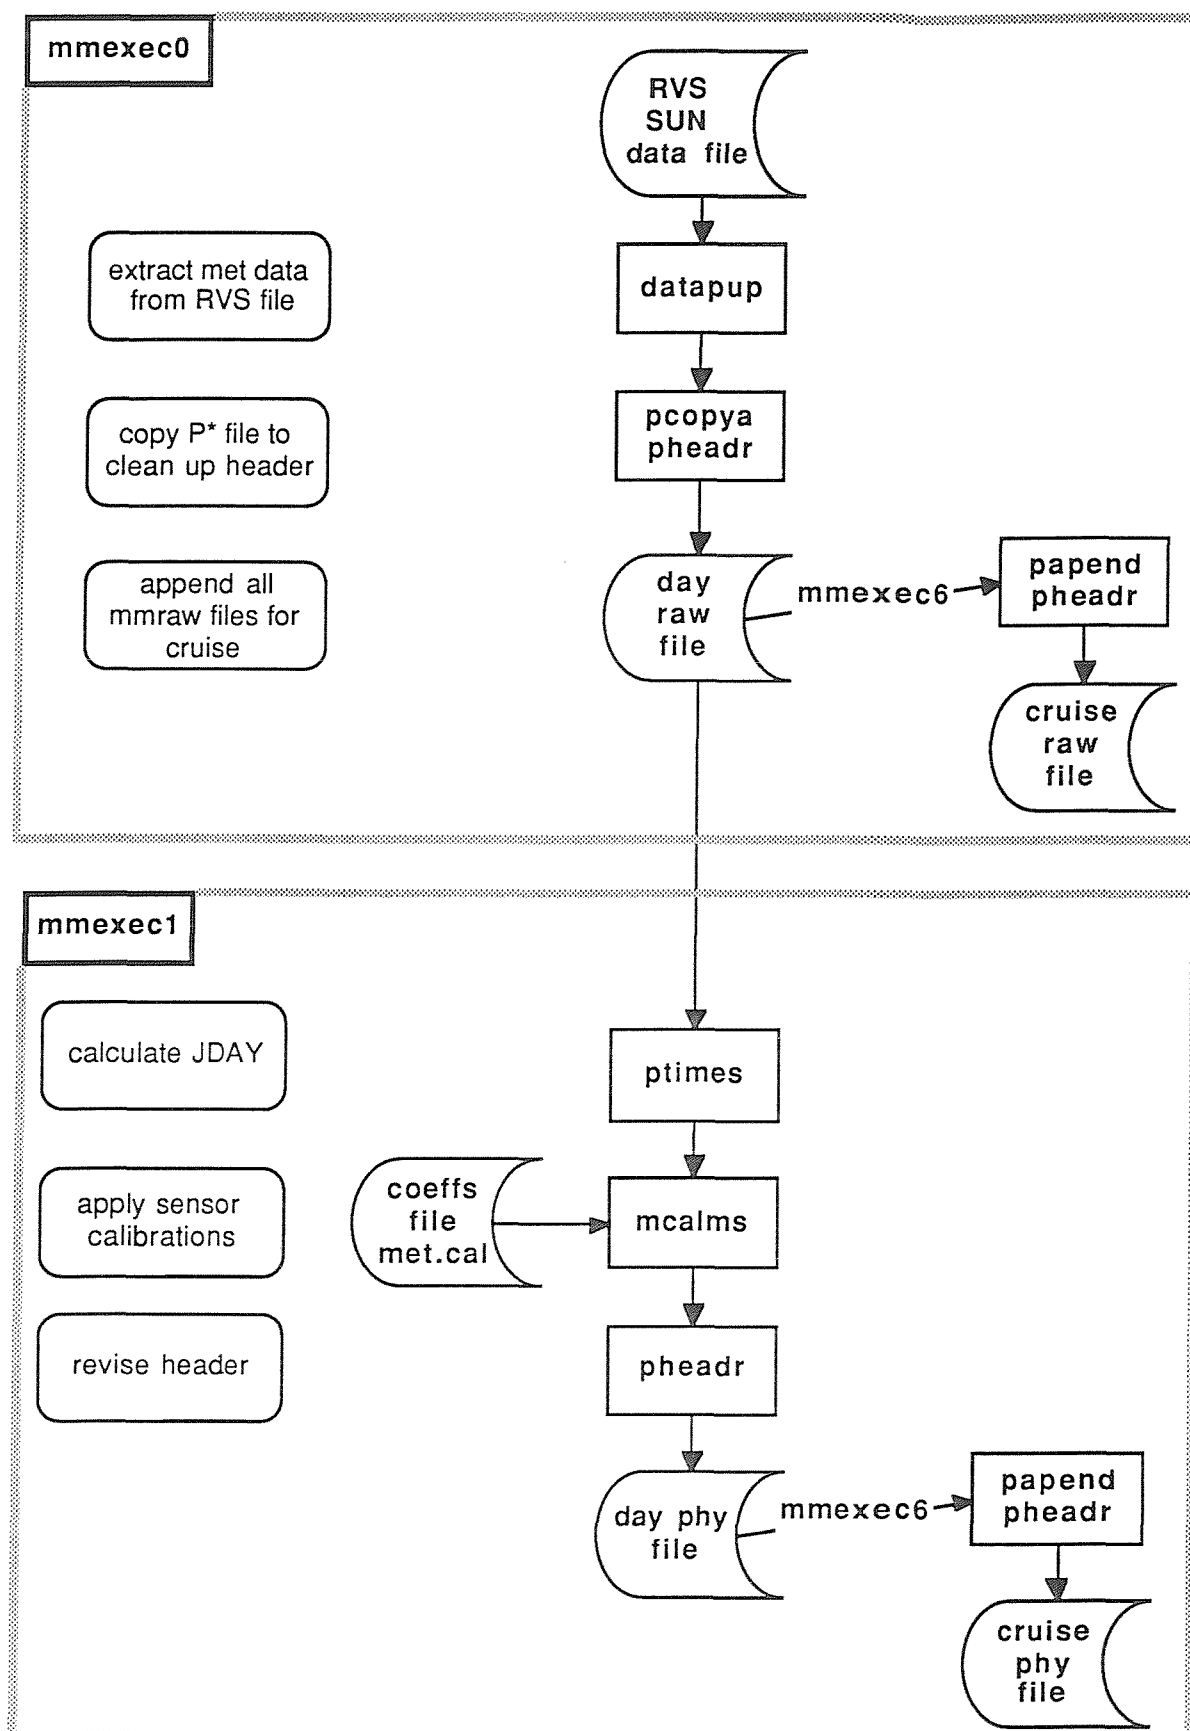 mmexec0
RVS
SUN
data file
extract met data
from RVS file
datapup
copy P* file to
clean up header
pcopya
pheadr
append all
mmraw files for
cruise
day
raw
file
mmexec6
papend
pheadr
cruise
raw
file
mmexec1
calculate JDAY
ptimes
apply sensor
calibrations
coeffs
file
met.cal
mcalms
revise header
pheadr
day phy
file
mmexec6
papend
pheadr
cruise
phy
file